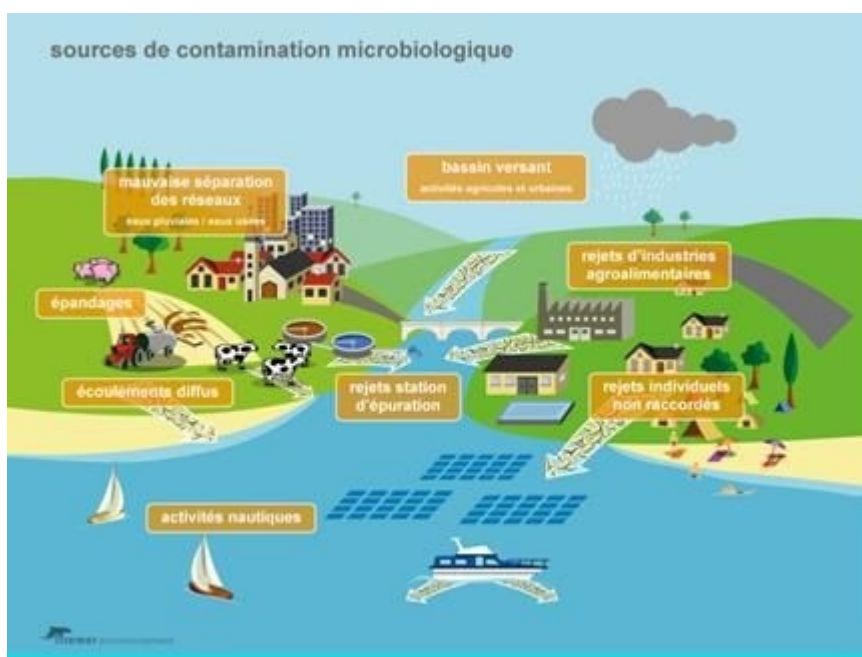 sources de contamination microbiologique
bassin versant
activités agricoles et urbaines
mauvaise séparation
des réseaux
eaux pluviales / eaux usées
rejets d'industries
agroalimentaires
épandages
écoulements diffus
rejets station
d'épuration
rejets individuels
non raccordés
activités nautiques